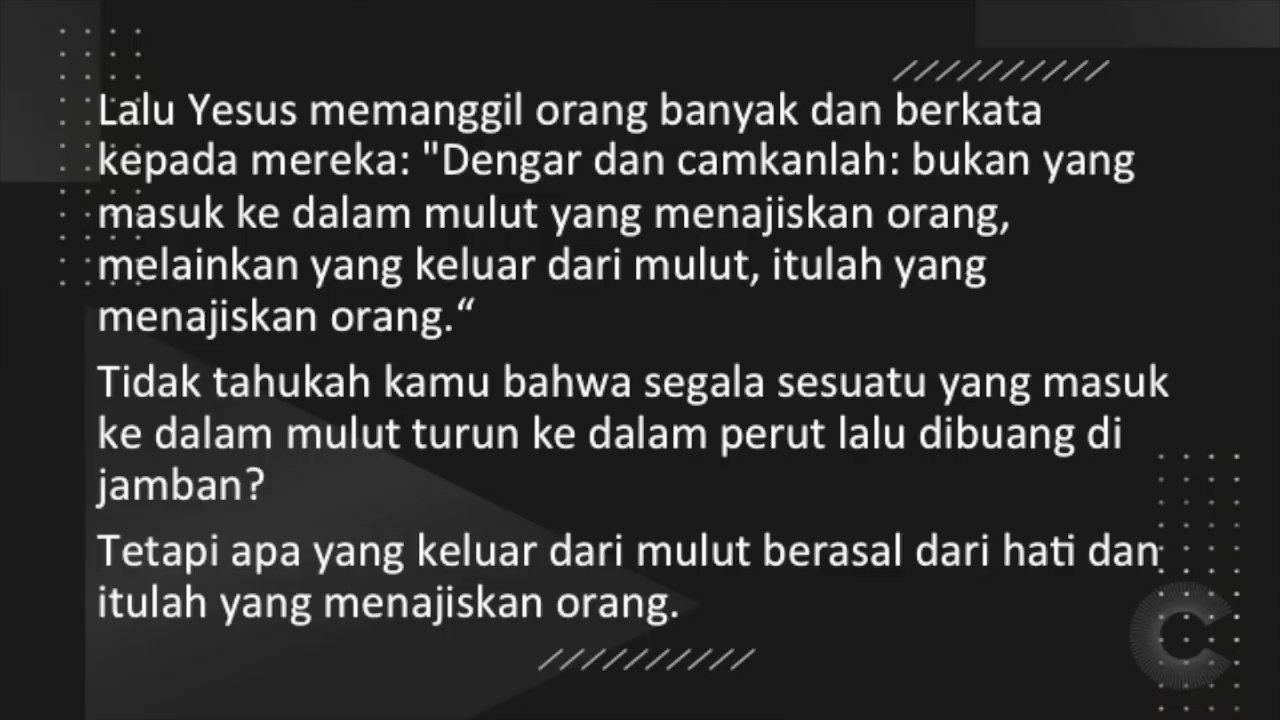 Lalu Yesus memanggil orang banyak dan berkata
kepada mereka: "Dengar dan camkanlah: bukan yang
masuk ke dalam mulut yang menajiskan orang,
melainkan yang keluar dari mulut, itulah yang
menajiskan orang.“
Tidak tahukah kamu bahwa segala sesuatu yang masuk
ke dalam mulut turun ke dalam perut lalu dibuang di
jamban?
Tetapi apa yang keluar dari mulut berasal dari hati dan
itulah yang menajiskan orang.